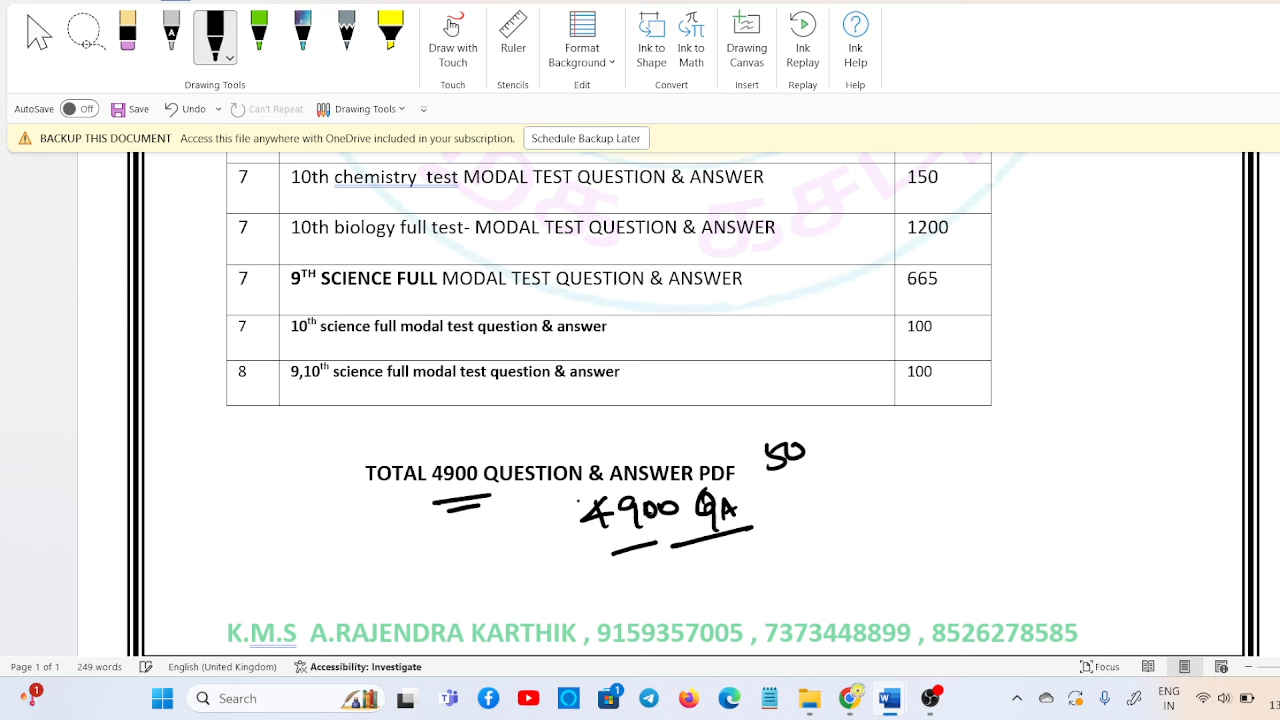 Draw with Touch
Ruler
Format Background
Ink to Shape
Ink to Math
Drawing Canvas
Ink Replay
Ink Help
Drawing Tools
Touch
Stencils
Edit
Convert
Insert
Replay
Help
AutoSave Off Save Undo Can't Repeat Drawing Tools
BACKUP THIS DOCUMENT Access this file anywhere with OneDrive included in your subscription. Schedule Backup Later
7 10th chemistry test MODAL TEST QUESTION & ANSWER 150
7 10th biology full test- MODAL TEST QUESTION & ANSWER 1200
7 9TH SCIENCE FULL MODAL TEST QUESTION & ANSWER 665
7 10th science full modal test question & answer 100
8 9,10th science full modal test question & answer 100
50
TOTAL 4900 QUESTION & ANSWER PDF
4900 QA
K.M.S A.RAJENDRA KARTHIK , 9159357005 , 7373448899 , 8526278585
Page 1 of 1 249 words English (United Kingdom) Accessibility: Investigate Focus
1 Search 1 ENG
IN